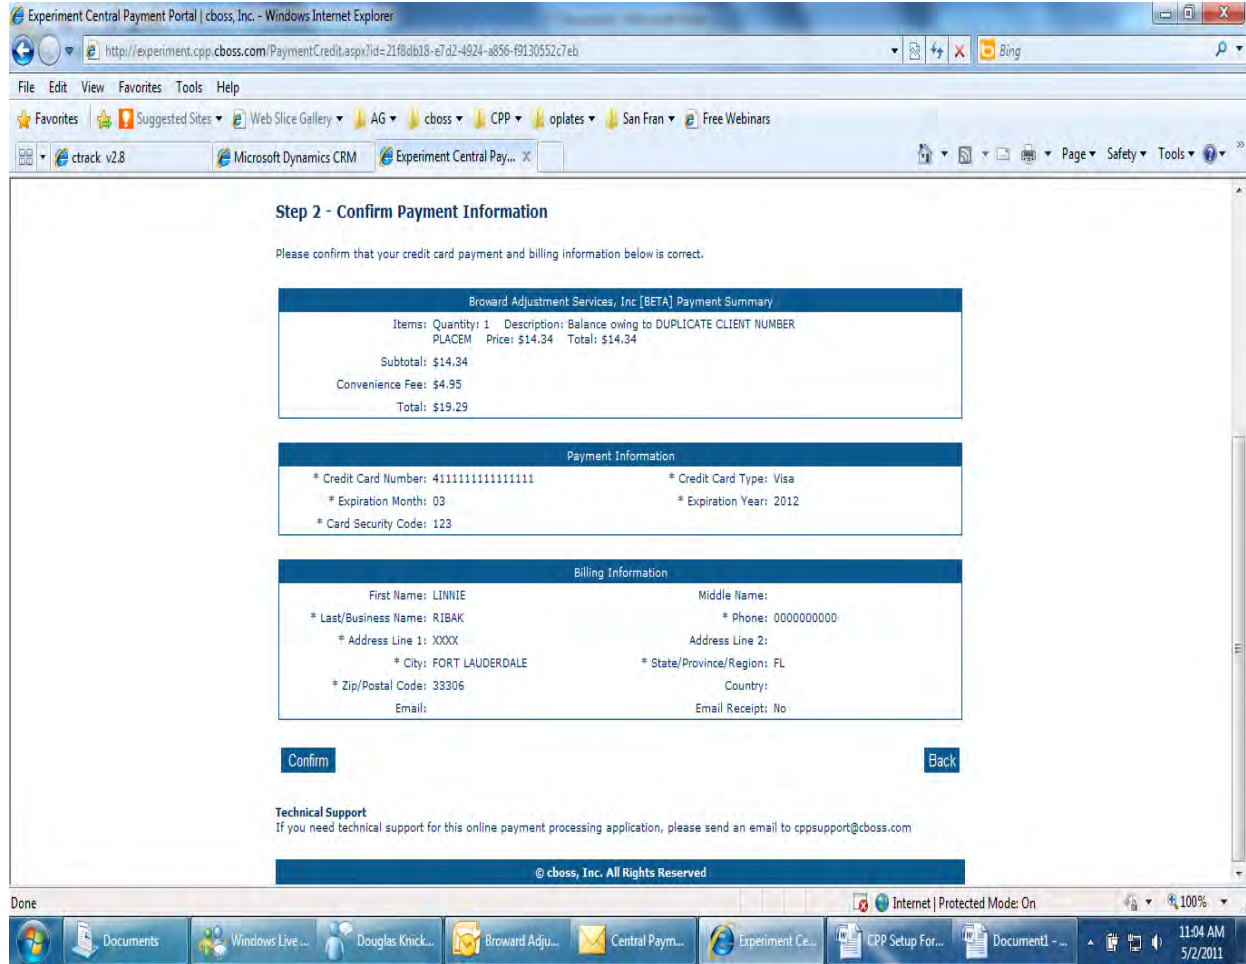 Experiment Central Payment Portal | cboss, Inc. - Windows Internet Explorer
http://experiment.cpp.cboss.com/PaymentCredit.aspx?id=21f8db18-e7d2-4924-a856-f9130552c7eb
Bing
File Edit View Favorites Tools Help
Favorites Suggested Sites Web Slice Gallery AG cboss CPP oplates San Fran Free Webinars
ctrack v2.8 Microsoft Dynamics CRM Experiment Central Pay... X Page Safety Tools »
Step 2 - Confirm Payment Information
Please confirm that your credit card payment and billing information below is correct.
Broward Adjustment Services, Inc [BETA] Payment Summary
Items: Quantity: 1 Description: Balance owing to DUPLICATE CLIENT NUMBER
PLACEM Price: $14.34 Total: $14.34
Subtotal: $14.34
Convenience Fee: $4.95
Total: $19.29
Payment Information
* Credit Card Number: 4111111111111111 * Credit Card Type: Visa
* Expiration Month: 03 * Expiration Year: 2012
* Card Security Code: 123
Billing Information
First Name: LINNIE Middle Name:
* Last/Business Name: RIBAK * Phone: 0000000000
* Address Line 1: XXXX Address Line 2:
* City: FORT LAUDERDALE * State/Province/Region: FL
* Zip/Postal Code: 33306 Country:
Email: Email Receipt: No
Confirm Back
Technical Support
If you need technical support for this online payment processing application, please send an email to cppsupport@cboss.com
© cboss, Inc. All Rights Reserved
Done Internet | Protected Mode: On 100%
Documents Windows Live ... Douglas Knick... Broward Adju... Central Paym... Experiment Ce... CPP Setup For... Document1 - ... 11:04 AM
5/2/2011